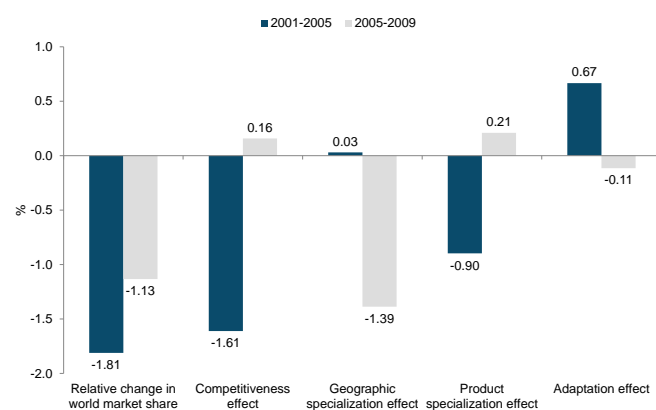 2001-2005 2005-2009
1.0
0.5
0.0
-0.5
-1.0
-1.5
-2.0
%
0.67
0.16
0.03
0.21
-0.11
-0.90
-1.13
-1.39
-1.61
-1.81
Relative change in
world market share
Competitiveness
effect
Geographic
specialization effect
Product
specialization effect
Adaptation effect